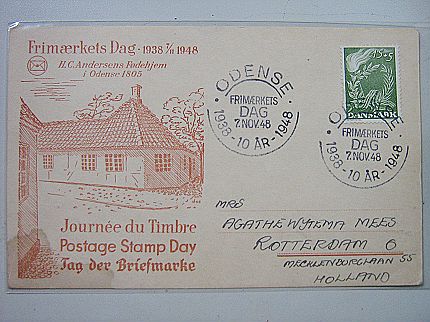 Frimærkets Dag · 1938 7/11 1948
H.C. Andersens Fødehjem
i Odense 1805
Journée du Timbre
Postage Stamp Day
Tag der Briefmarke
ODENSE
FRIMÆRKETS
DAG
7. NOV. 48
1938 - 10 ÅR - 1948
15+5
DANMARK
ODENSE
FRIMÆRKETS
DAG
7. NOV. 48
1938 - 10 ÅR - 1948
MRS
AGATHE WYTEMA MEES
ROTTERDAM 6
MECKLENBURGLAAN 55
HOLLAND